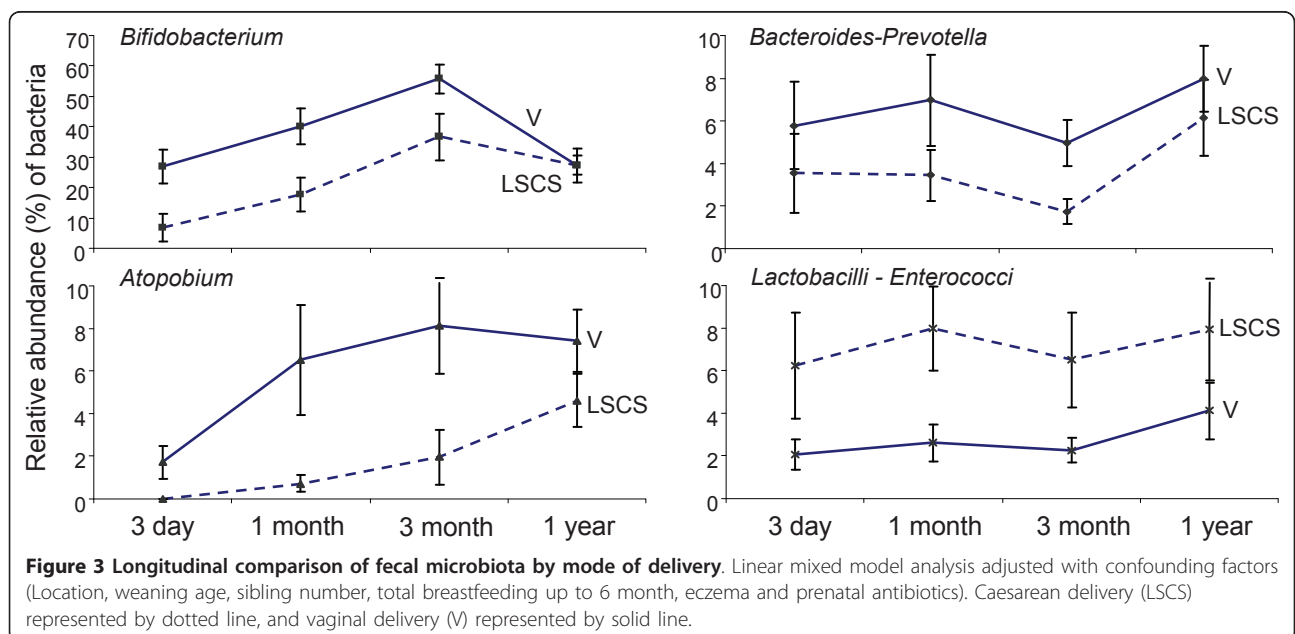 Relative abundance (%) of bacteria
Bifidobacterium
70
60
50
40
30
20
10
0
V
LSCS
Bacteroides-Prevotella
10
8
6
4
2
0
V
LSCS
Atopobium
10
8
6
4
2
0
V
LSCS
Lactobacilli - Enterococci
10
8
6
4
2
0
LSCS
V
3 day 1 month 3 month 1 year
3 day 1 month 3 month 1 year
Figure 3 Longitudinal comparison of fecal microbiota by mode of delivery. Linear mixed model analysis adjusted with confounding factors
(Location, weaning age, sibling number, total breastfeeding up to 6 month, eczema and prenatal antibiotics). Caesarean delivery (LSCS)
represented by dotted line, and vaginal delivery (V) represented by solid line.